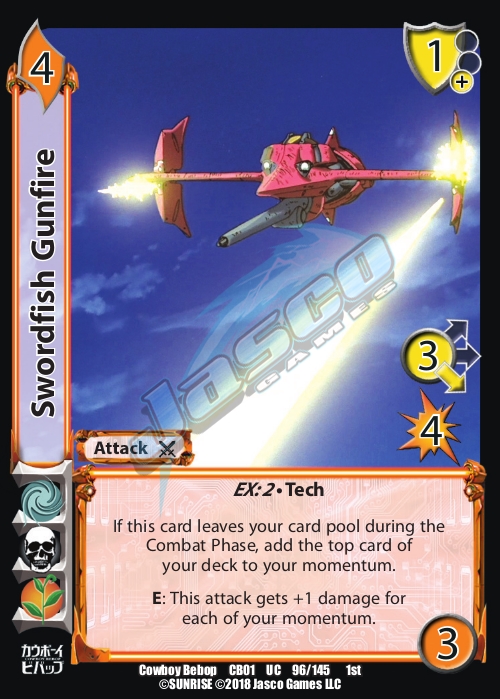 4
1
+
Swordfish Gunfire
Jasco
GAMES
3
4
Attack
EX: 2 • Tech
If this card leaves your card pool during the
Combat Phase, add the top card of
your deck to your momentum.
E: This attack gets +1 damage for
each of your momentum.
3
カウボーイ
ビバップ
Cowboy Bebop CB01 UC 96/145 1st
©SUNRISE ©2018 Jasco Games LLC